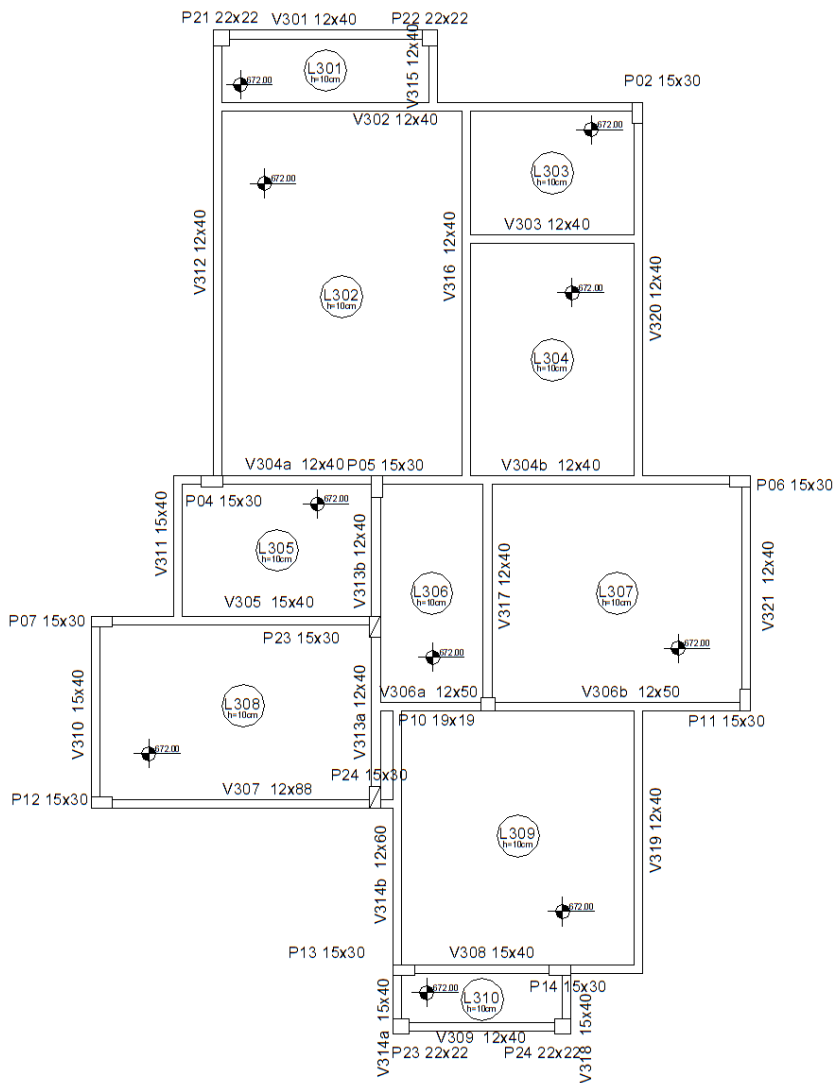 P21 22x22
V301 12x40
P22 22x22
L301
h=10cm
672.00
V315 12x40
P02 15x30
V302 12x40
672.00
672.00
L303
h=10cm
V303 12x40
V312 12x40
V316 12x40
V320 12x40
L302
h=10cm
672.00
L304
h=10cm
V304a 12x40
P05 15x30
V304b 12x40
P04 15x30
672.00
P06 15x30
V311 15x40
L305
h=10cm
V313b 12x40
L306
h=10cm
V317 12x40
L307
h=10cm
V321 12x40
V305 15x40
P07 15x30
P23 15x30
672.00
672.00
V310 15x40
L308
h=10cm
V313a 12x40
V306a 12x50
V306b 12x50
P10 19x19
P11 15x30
672.00
P24 15x30
V307 12x88
P12 15x30
L309
h=10cm
V319 12x40
V314b 12x60
672.00
P13 15x30
V308 15x40
P14 15x30
672.00
L310
h=10cm
V314a 15x40
V309 12x40
V318 15x40
P23 22x22
P24 22x22